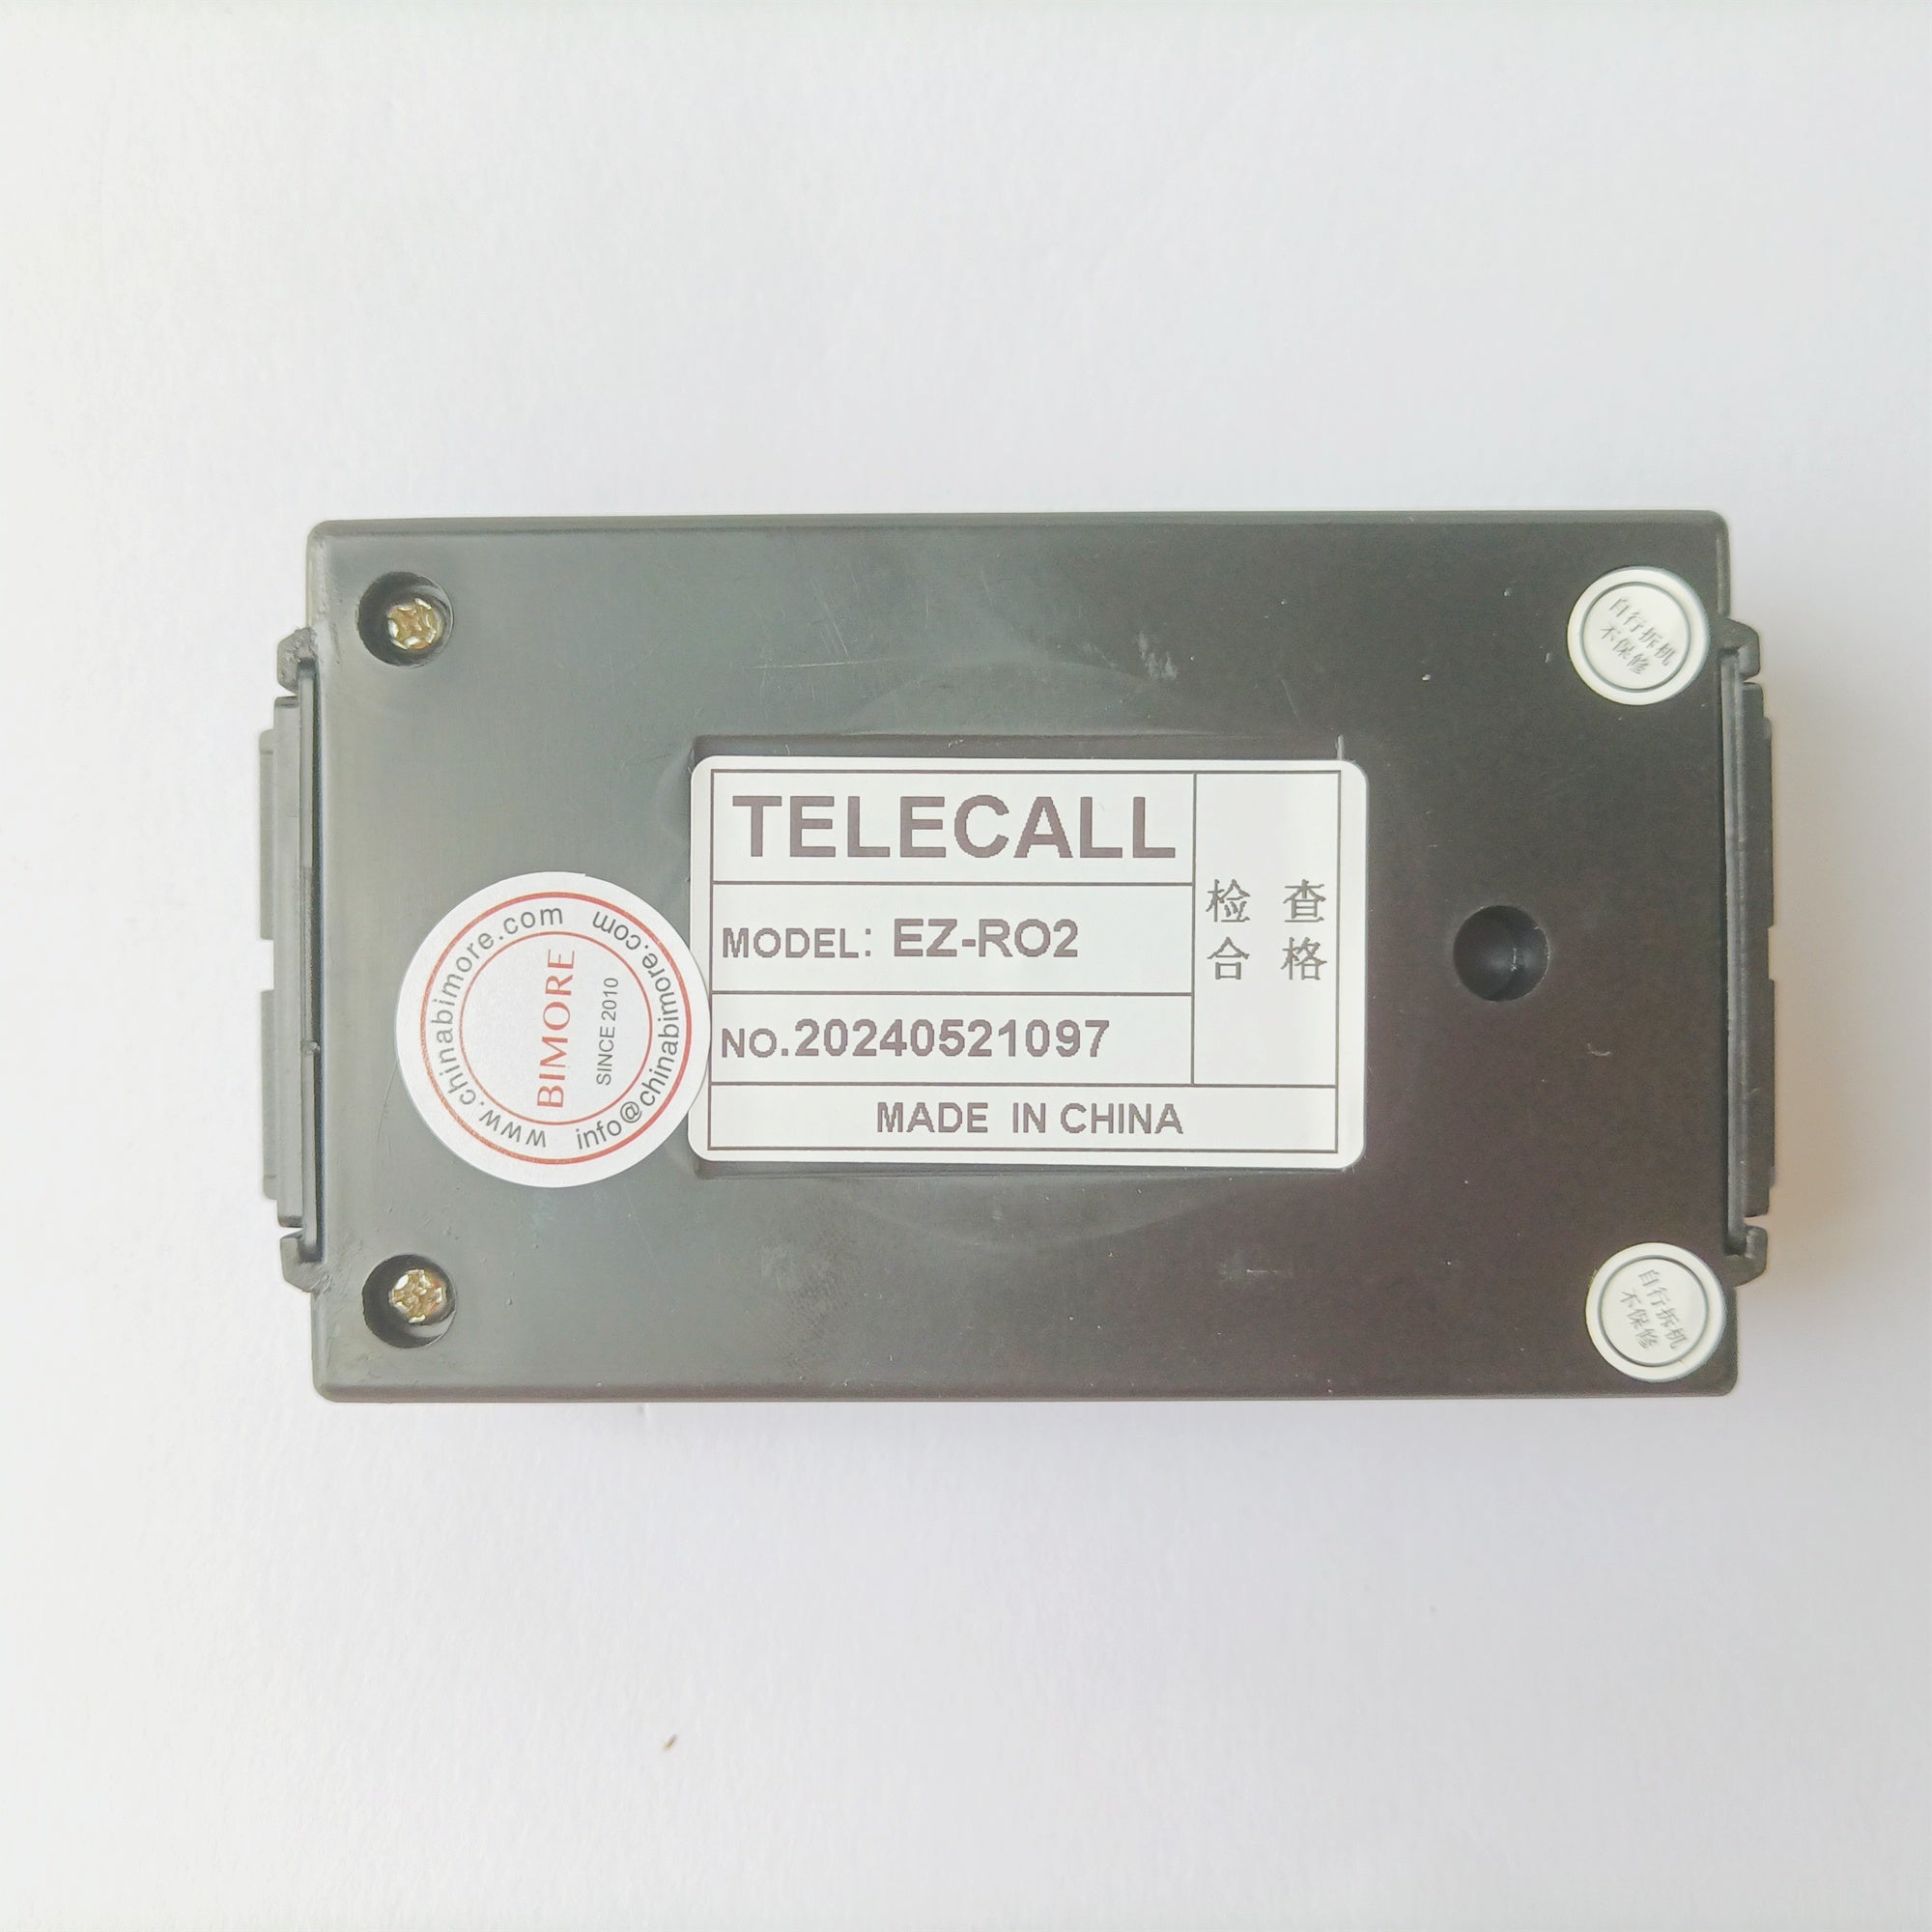 TELECALL
MODEL: EZ-RO2
NO.20240521097
MADE IN CHINA
检 查
合 格
www.chinabimore.com
BIMORE
SINCE 2010
info@chinabimore.com
自行拆机
不保修
自行拆机
不保修